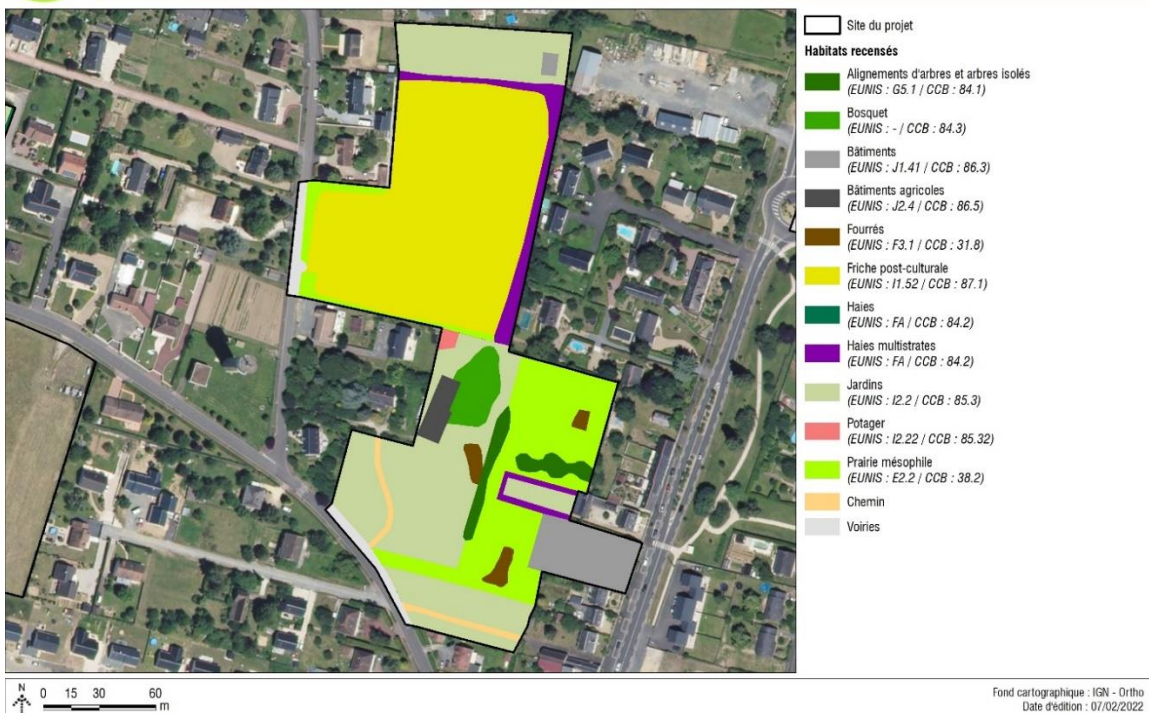 Site du projet
Habitats recensés
Alignements d'arbres et arbres isolés
(EUNIS : G5.1 / CCB : 84.1)
Bosquet
(EUNIS : - / CCB : 84.3)
Bâtiments
(EUNIS : J1.41 / CCB : 86.3)
Bâtiments agricoles
(EUNIS : J2.4 / CCB : 86.5)
Fourrés
(EUNIS : F3.1 / CCB : 31.8)
Friche post-culturale
(EUNIS : I1.52 / CCB : 87.1)
Haies
(EUNIS : FA / CCB : 84.2)
Haies multistrates
(EUNIS : FA / CCB : 84.2)
Jardins
(EUNIS : I2.2 / CCB : 85.3)
Potager
(EUNIS : I2.22 / CCB : 85.32)
Prairie mésophile
(EUNIS : E2.2 / CCB : 38.2)
Chemin
Voiries
N
0 15 30 60
m
Fond cartographique : IGN - Ortho
Date d'édition : 07/02/2022